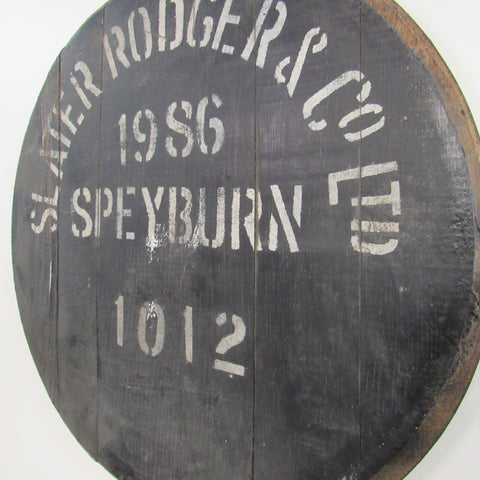 SLATER RODGER & CO LTD
1986
SPEYBURN
1012